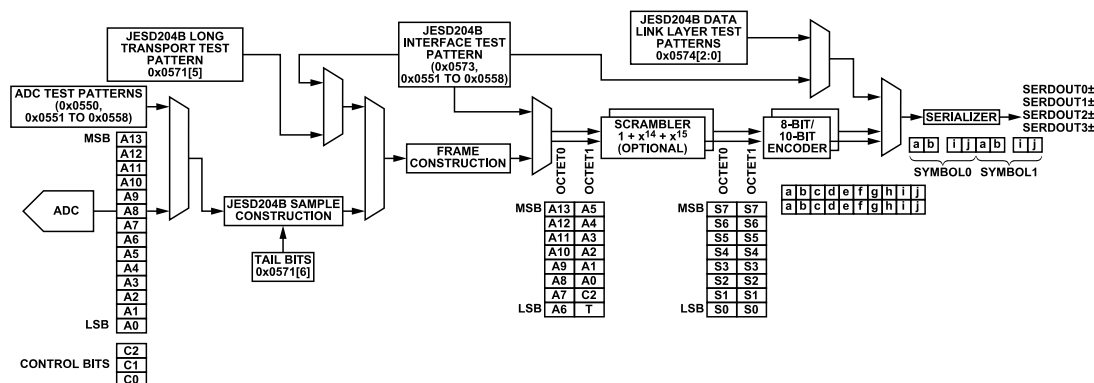 JESD204B LONG
TRANSPORT TEST
PATTERN
0x0571[5]
JESD204B
INTERFACE TEST
PATTERN
(0x0573,
0x0551 TO 0x0558)
JESD204B DATA
LINK LAYER TEST
PATTERNS
0x0574[2:0]
ADC TEST PATTERNS
(0x0550,
0x0551 TO 0x0558)
MSB
A13
A12
A11
A10
A9
A8
A7
A6
A5
A4
A3
A2
A1
LSB
A0
CONTROL BITS
C2
C1
C0
ADC
JESD204B SAMPLE
CONSTRUCTION
TAIL BITS
0x0571[6]
FRAME
CONSTRUCTION
OCTET0
OCTET1
MSB A13 A5
A12 A4
A11 A3
A10 A2
A9 A1
A8 A0
A7 C2
LSB A6 T
SCRAMBLER
1 + x14 + x15
(OPTIONAL)
OCTET0
OCTET1
MSB S7 S7
S6 S6
S5 S5
S4 S4
S3 S3
S2 S2
S1 S1
LSB S0 S0
8-BIT/
10-BIT
ENCODER
a b c d e f g h i j
a b c d e f g h i j
SERIALIZER
SERDOUT0±
SERDOUT1±
SERDOUT2±
SERDOUT3±
a b i j a b i j
SYMBOL0 SYMBOL1